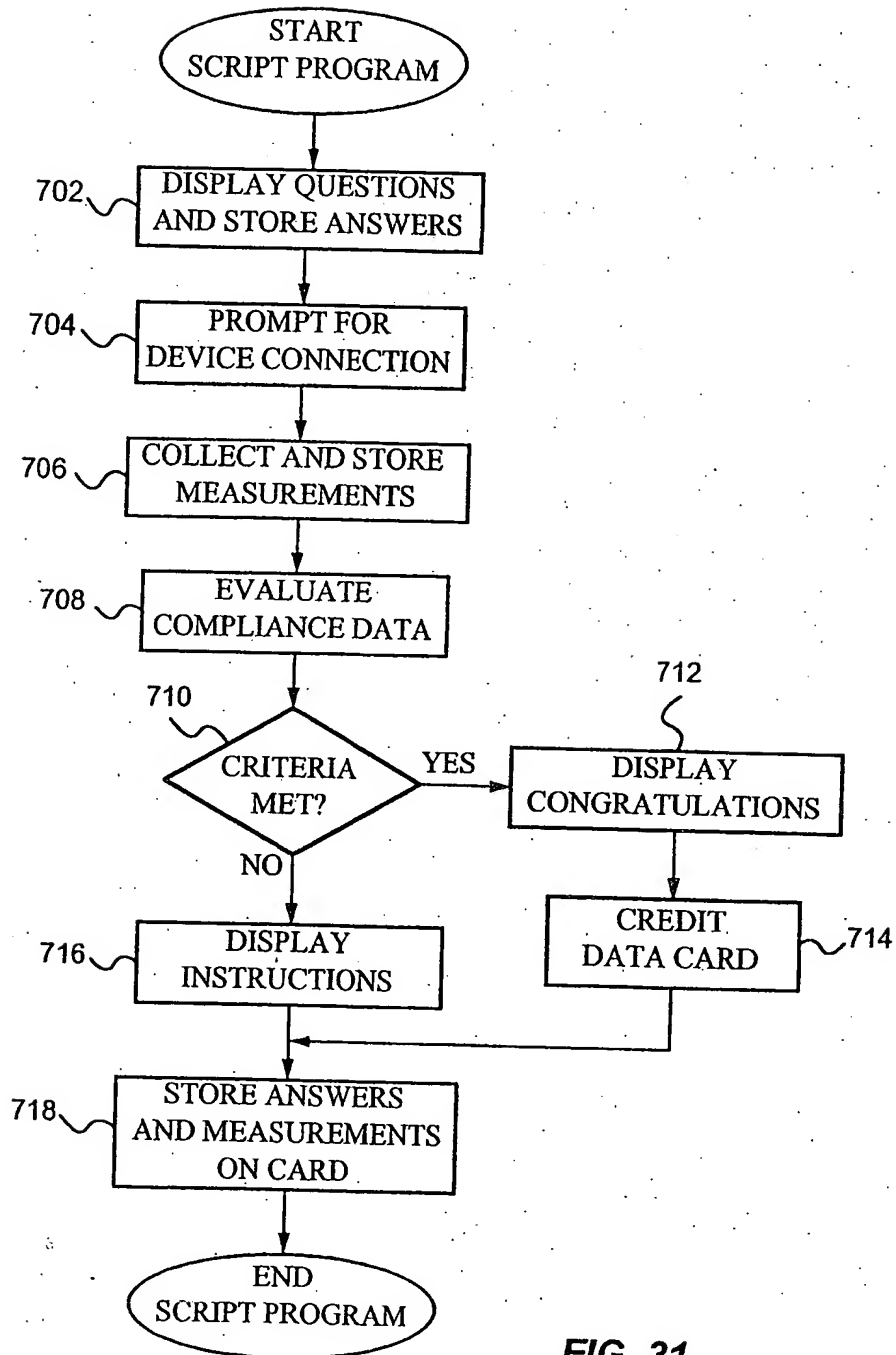 START
SCRIPT PROGRAM
702
DISPLAY QUESTIONS
AND STORE ANSWERS
704
PROMPT FOR
DEVICE CONNECTION
706
COLLECT AND STORE
MEASUREMENTS
708
EVALUATE
COMPLIANCE DATA
710
CRITERIA
MET?
YES
712
DISPLAY
CONGRATULATIONS
NO
716
DISPLAY
INSTRUCTIONS
CREDIT
DATA CARD
714
718
STORE ANSWERS
AND MEASUREMENTS
ON CARD
END
SCRIPT PROGRAM
FIG. 21